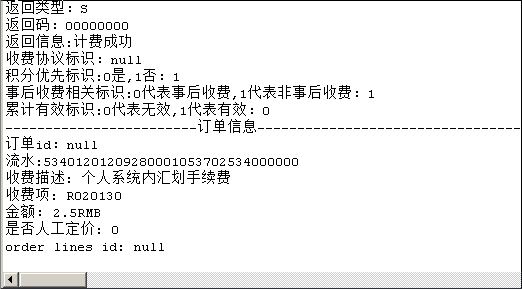 返回类型: S
返回码: 00000000
返回信息:计费成功
收费协议标识: null
积分优先标识:0是,1否: 1
事后收费相关标识:0代表事后收费,1代表非事后收费: 1
累计有效标识:0代表无效,1代表有效: 0
------------------------订单信息---------------------------------
订单id: null
流水:53401201209280001053702534000000
收费描述: 个人系统内汇划手续费
收费项: R020130
金额: 2.5RMB
是否人工定价: 0
order lines id: null